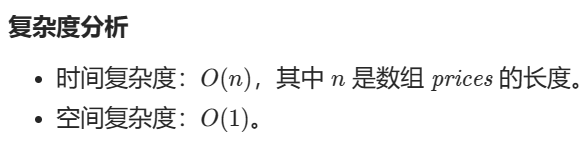 复杂度分析
• 时间复杂度：O(n)，其中 n 是数组 prices 的长度。
• 空间复杂度：O(1)。